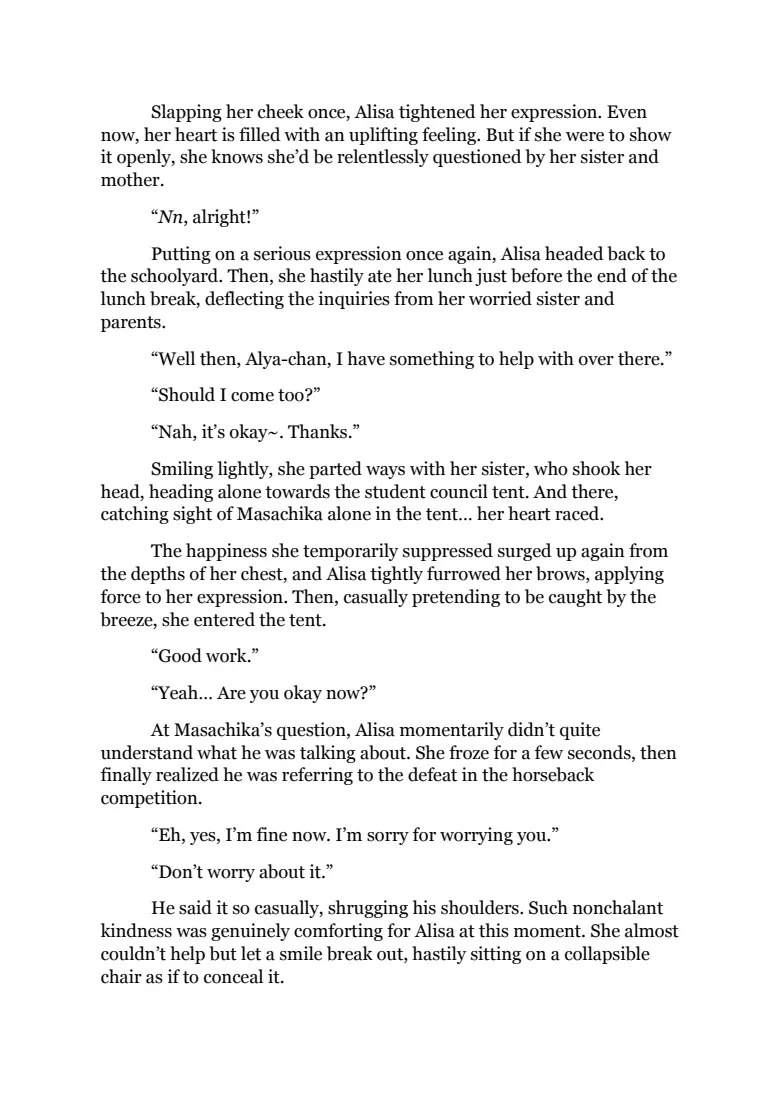 Slapping her cheek once, Alisa tightened her expression. Even
now, her heart is filled with an uplifting feeling. But if she were to show
it openly, she knows she’d be relentlessly questioned by her sister and
mother.
“Nn, alright!”
Putting on a serious expression once again, Alisa headed back to
the schoolyard. Then, she hastily ate her lunch just before the end of the
lunch break, deflecting the inquiries from her worried sister and
parents.
“Well then, Alya-chan, I have something to help with over there.”
“Should I come too?”
“Nah, it’s okay~. Thanks.”
Smiling lightly, she parted ways with her sister, who shook her
head, heading alone towards the student council tent. And there,
catching sight of Masachika alone in the tent... her heart raced.
The happiness she temporarily suppressed surged up again from
the depths of her chest, and Alisa tightly furrowed her brows, applying
force to her expression. Then, casually pretending to be caught by the
breeze, she entered the tent.
“Good work.”
“Yeah... Are you okay now?”
At Masachika’s question, Alisa momentarily didn’t quite
understand what he was talking about. She froze for a few seconds, then
finally realized he was referring to the defeat in the horseback
competition.
“Eh, yes, I’m fine now. I’m sorry for worrying you.”
“Don’t worry about it.”
He said it so casually, shrugging his shoulders. Such nonchalant
kindness was genuinely comforting for Alisa at this moment. She almost
couldn’t help but let a smile break out, hastily sitting on a collapsible
chair as if to conceal it.